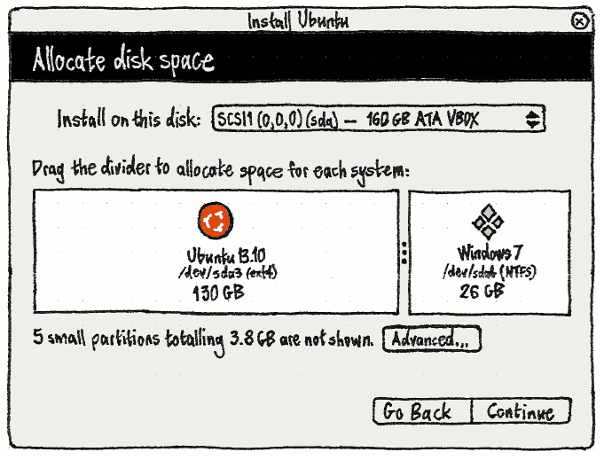 Install Ubuntu
Allocate disk space
Install on this disk: SCSI1 (0,0,0) (sda) – 160 GB ATA VBOX
Drag the divider to allocate space for each system:
Ubuntu 13.10
/dev/sda3 (ext4)
130 GB
Windows 7
/dev/sda4 (NTFS)
26 GB
5 small partitions totalling 3.8 GB are not shown. Advanced...
Go Back Continue